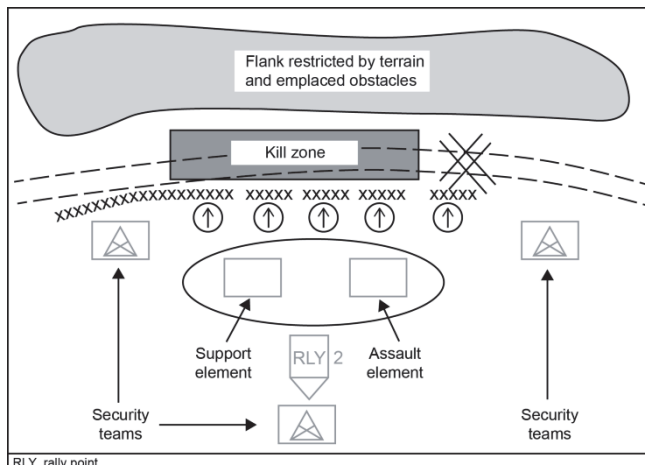 Flank restricted by terrain
and emplaced obstacles
Kill zone
xxxxxxxxxxxxxxxxxxx xxxxx xxxxx xxxxx xxxxx
Support
element
RLY 2
Assault
element
Security
teams
Security
teams
RLY rally point